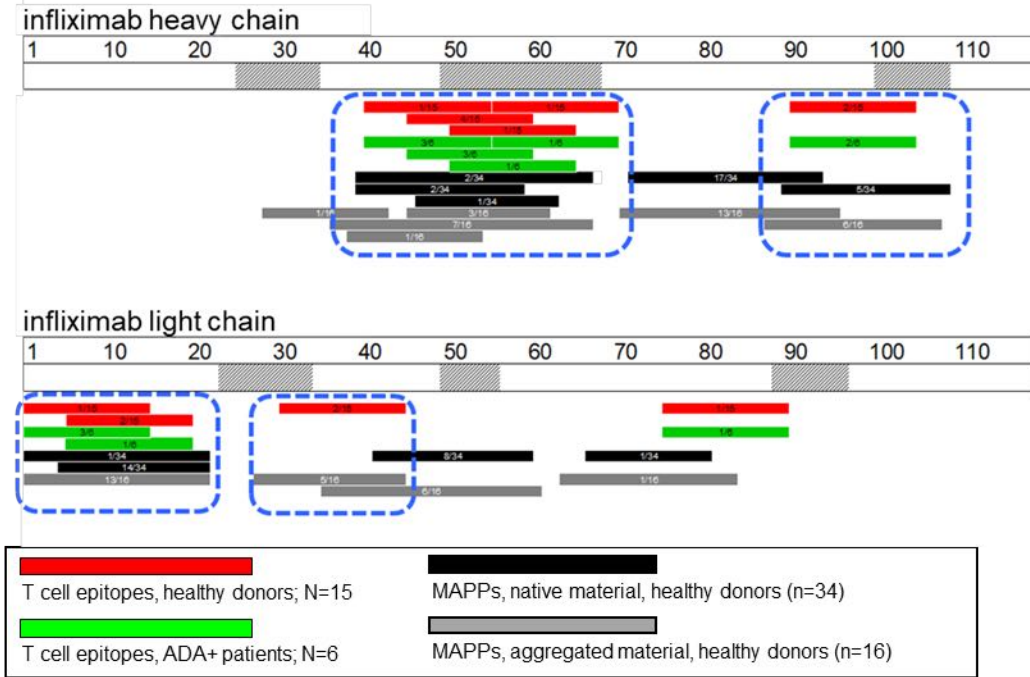 infliximab heavy chain
1 10 20 30 40 50 60 70 80 90 100 110
1/15 1/15 2/15
1/15
3/6 1/6 2/6
3/6
1/6
2/34 17/34
2/34 5/34
1/34
1/16 3/16 13/16
7/16 6/16
1/16
infliximab light chain
1 10 20 30 40 50 60 70 80 90 100 110
1/15 2/15 1/15
2/15
3/6 1/6
1/6
1/34 8/34 1/34
14/34
13/16 5/16 1/16
6/16
T cell epitopes, healthy donors; N=15
MAPPs, native material, healthy donors (n=34)
T cell epitopes, ADA+ patients; N=6
MAPPs, aggregated material, healthy donors (n=16)